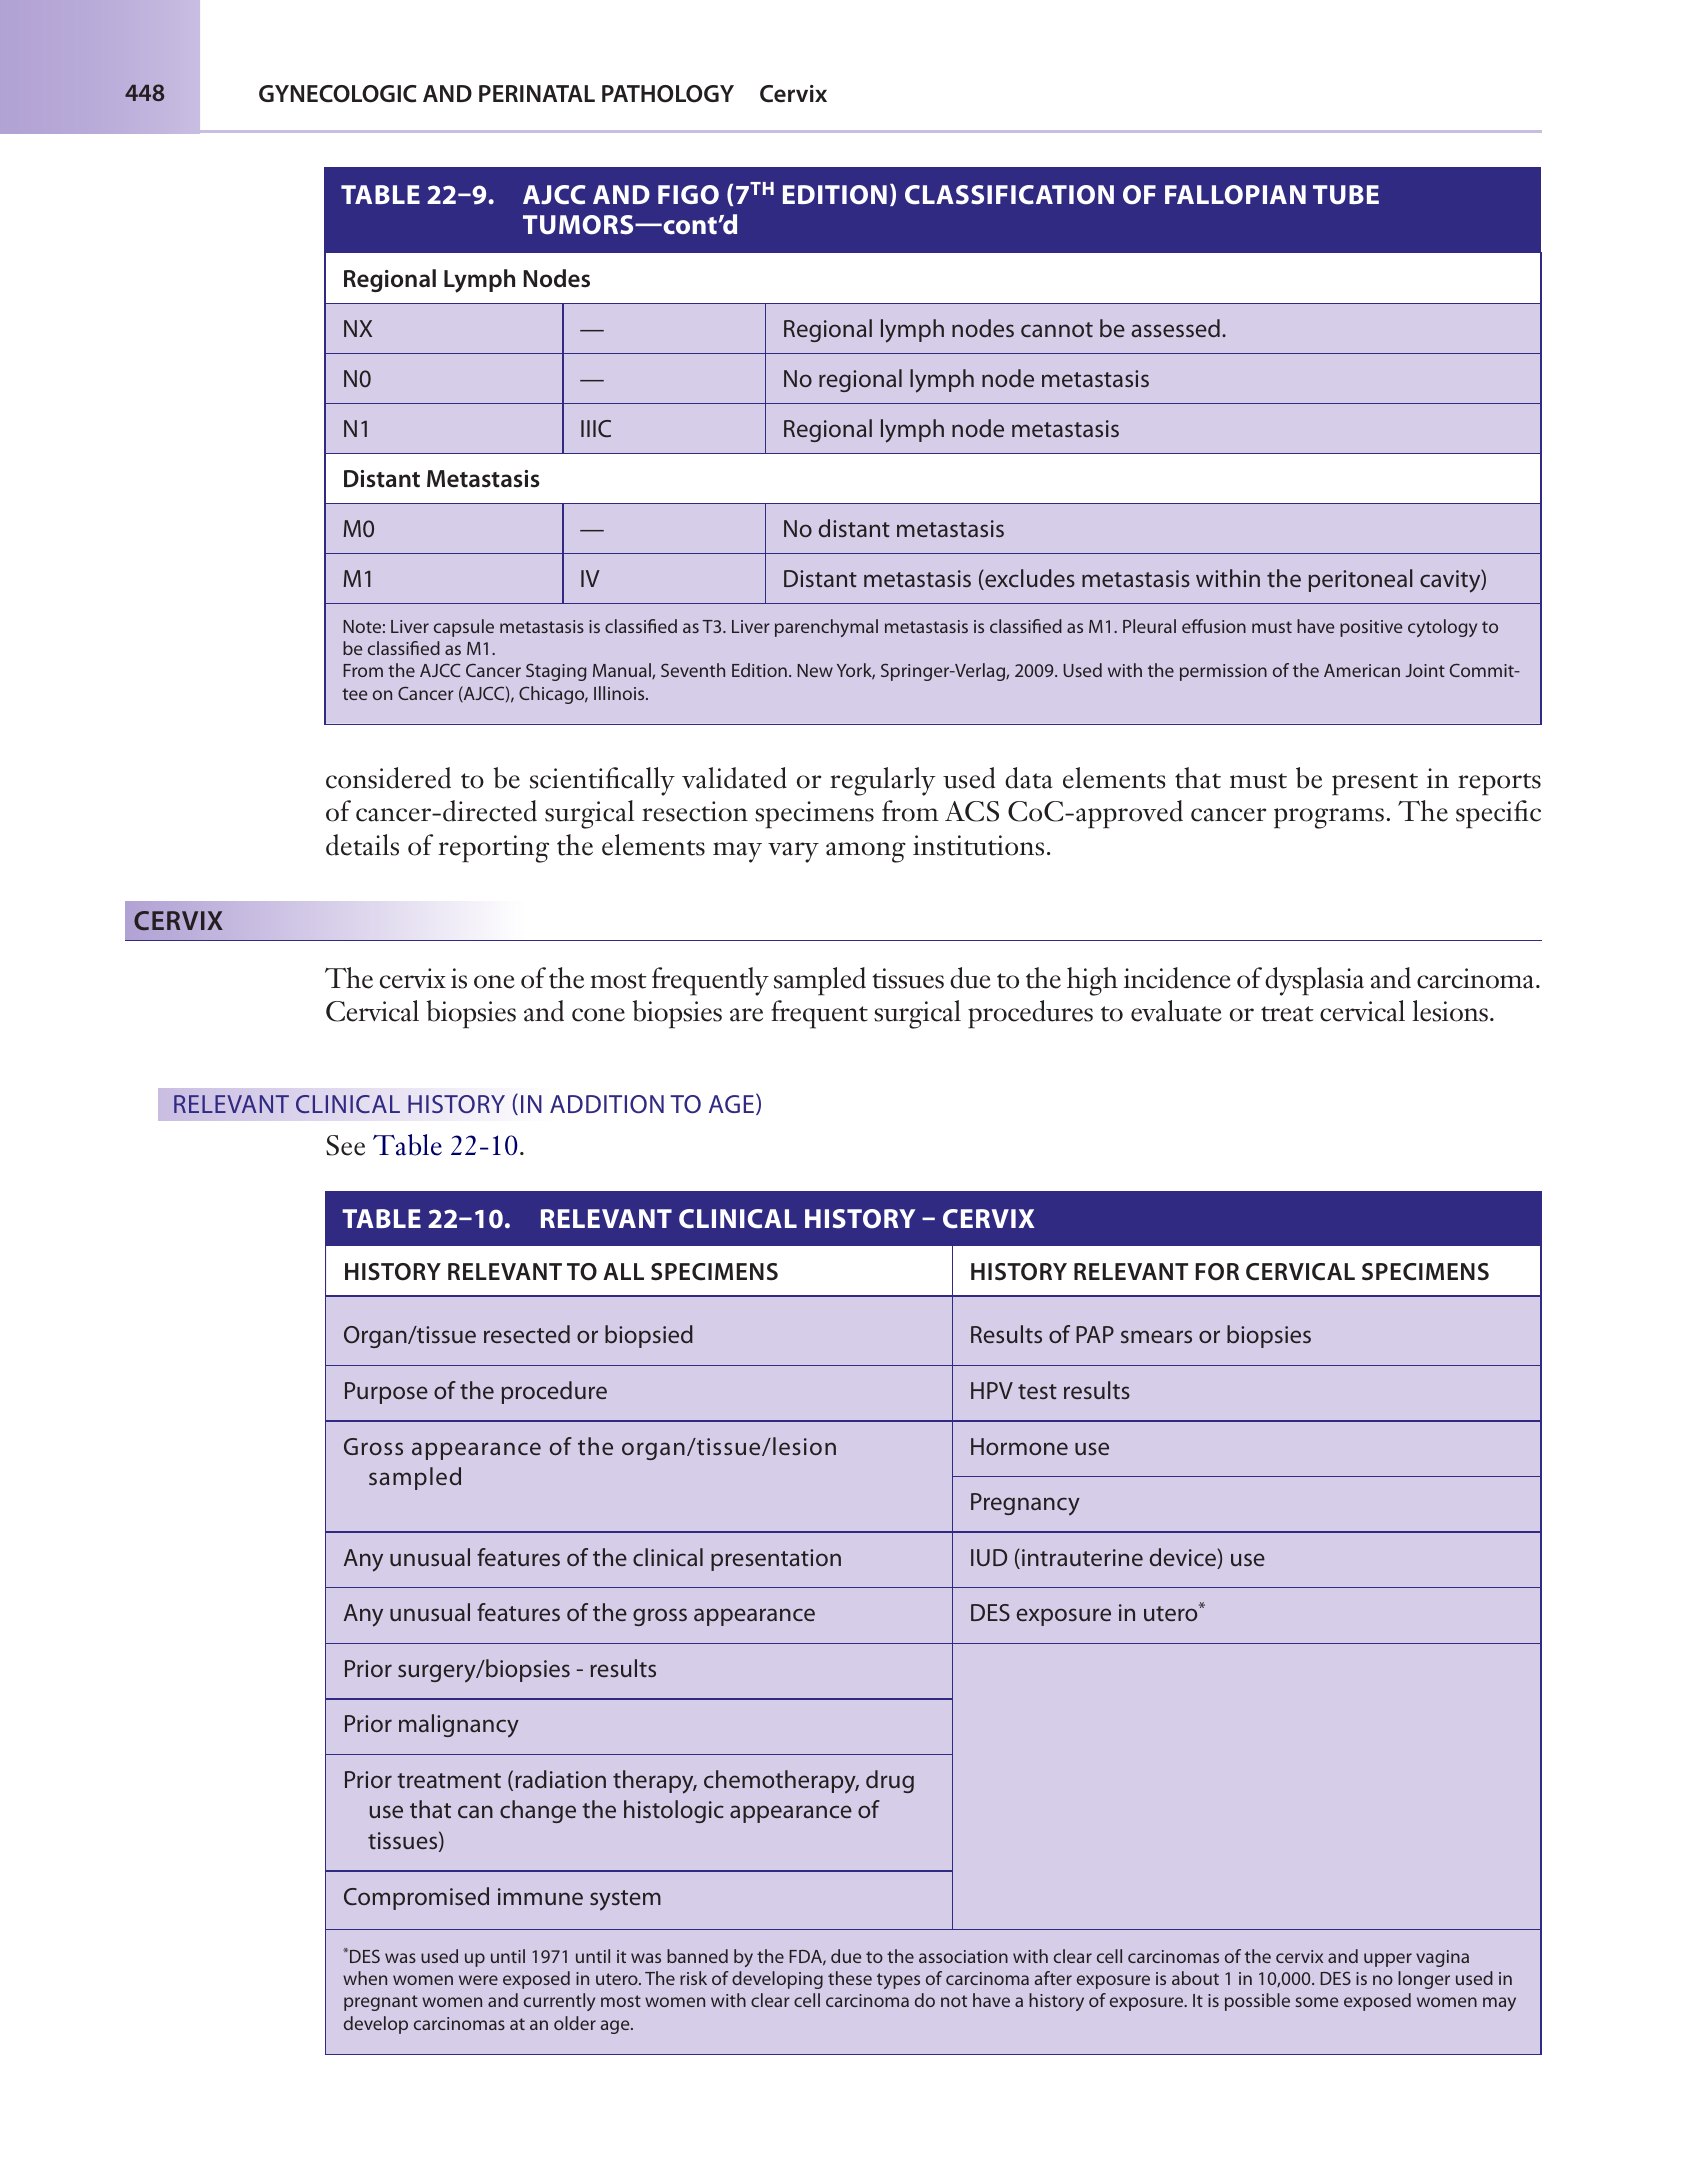 448 GYNECOLOGIC AND PERINATAL PATHOLOGY Cervix
TABLE 22–9. AJCC AND FIGO (7TH EDITION) CLASSIFICATION OF FALLOPIAN TUBE
TUMORS—cont’d
Regional Lymph Nodes
NX — Regional lymph nodes cannot be assessed.
N0 — No regional lymph node metastasis
N1 IIIC Regional lymph node metastasis
Distant Metastasis
M0 — No distant metastasis
M1 IV Distant metastasis (excludes metastasis within the peritoneal cavity)
Note: Liver capsule metastasis is classified as T3. Liver parenchymal metastasis is classified as M1. Pleural effusion must have positive cytology to
be classified as M1.
From the AJCC Cancer Staging Manual, Seventh Edition. New York, Springer-Verlag, 2009. Used with the permission of the American Joint Commit-
tee on Cancer (AJCC), Chicago, Illinois.
considered to be scientifically validated or regularly used data elements that must be present in reports
of cancer-directed surgical resection specimens from ACS CoC-approved cancer programs. The specific
details of reporting the elements may vary among institutions.
CERVIX
The cervix is one of the most frequently sampled tissues due to the high incidence of dysplasia and carcinoma.
Cervical biopsies and cone biopsies are frequent surgical procedures to evaluate or treat cervical lesions.
RELEVANT CLINICAL HISTORY (IN ADDITION TO AGE)
See Table 22-10.
TABLE 22–10. RELEVANT CLINICAL HISTORY – CERVIX
HISTORY RELEVANT TO ALL SPECIMENS HISTORY RELEVANT FOR CERVICAL SPECIMENS
Organ/tissue resected or biopsied Results of PAP smears or biopsies
Purpose of the procedure HPV test results
Gross appearance of the organ/tissue/lesion Hormone use
sampled
Pregnancy
Any unusual features of the clinical presentation IUD (intrauterine device) use
Any unusual features of the gross appearance DES exposure in utero*
Prior surgery/biopsies - results
Prior malignancy
Prior treatment (radiation therapy, chemotherapy, drug
use that can change the histologic appearance of
tissues)
Compromised immune system
*DES was used up until 1971 until it was banned by the FDA, due to the association with clear cell carcinomas of the cervix and upper vagina
when women were exposed in utero. The risk of developing these types of carcinoma after exposure is about 1 in 10,000. DES is no longer used in
pregnant women and currently most women with clear cell carcinoma do not have a history of exposure. It is possible some exposed women may
develop carcinomas at an older age.